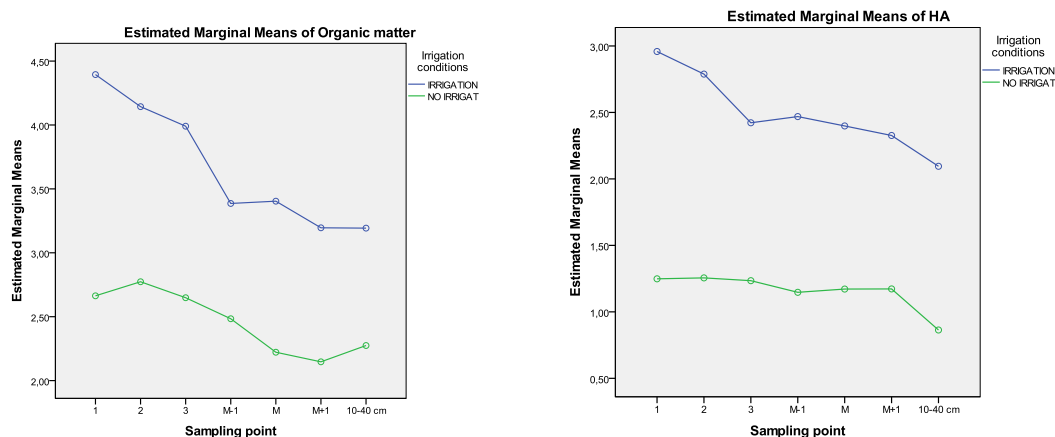 Estimated Marginal Means of Organic matter
Irrigation
conditions
IRRIGATION
NO IRRIGAT
Estimated Marginal Means
4,50
4,00
3,50
3,00
2,50
2,00
1 2 3 M-1 M M+1 10-40 cm
Sampling point
Estimated Marginal Means of HA
Irrigation
conditions
IRRIGATION
NO IRRIGAT
Estimated Marginal Means
3,00
2,50
2,00
1,50
1,00
0,50
1 2 3 M-1 M M+1 10-40 cm
Sampling point